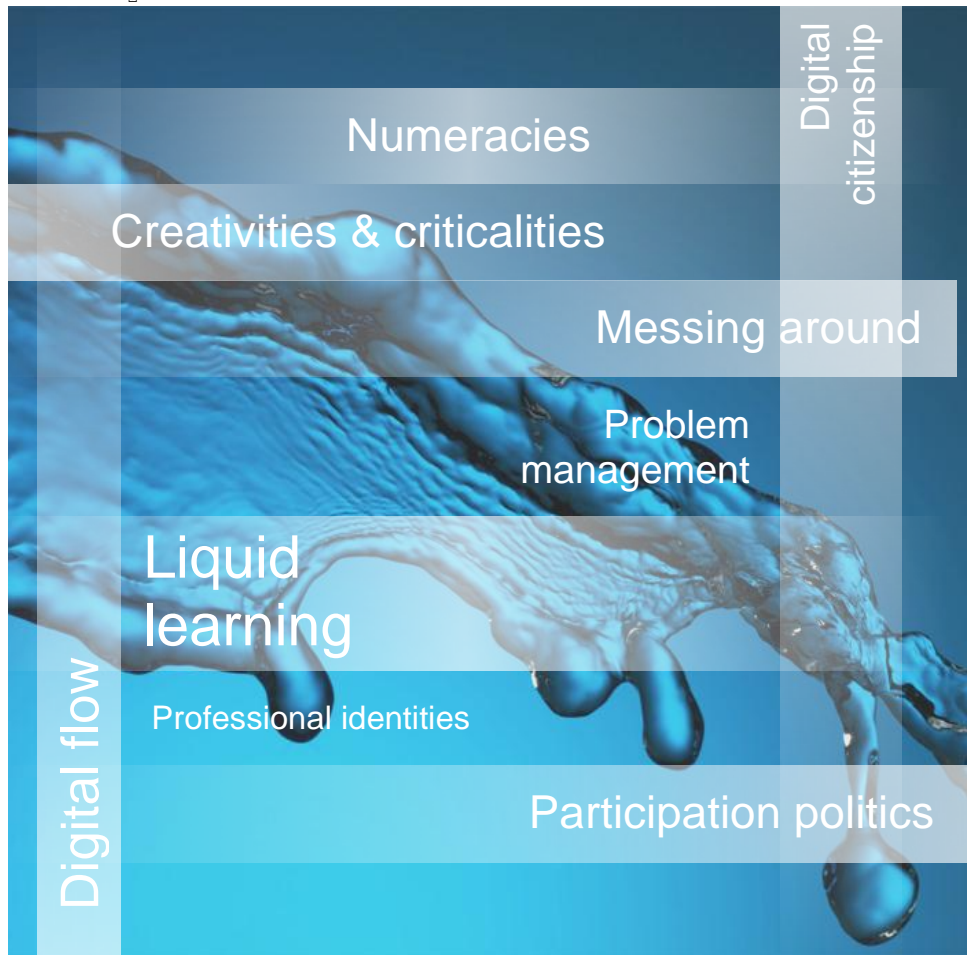 Digital
citizenship
Numeracies
Creativities & criticalities
Messing around
Problem
management
Liquid
learning
Digital flow
Professional identities
Participation politics